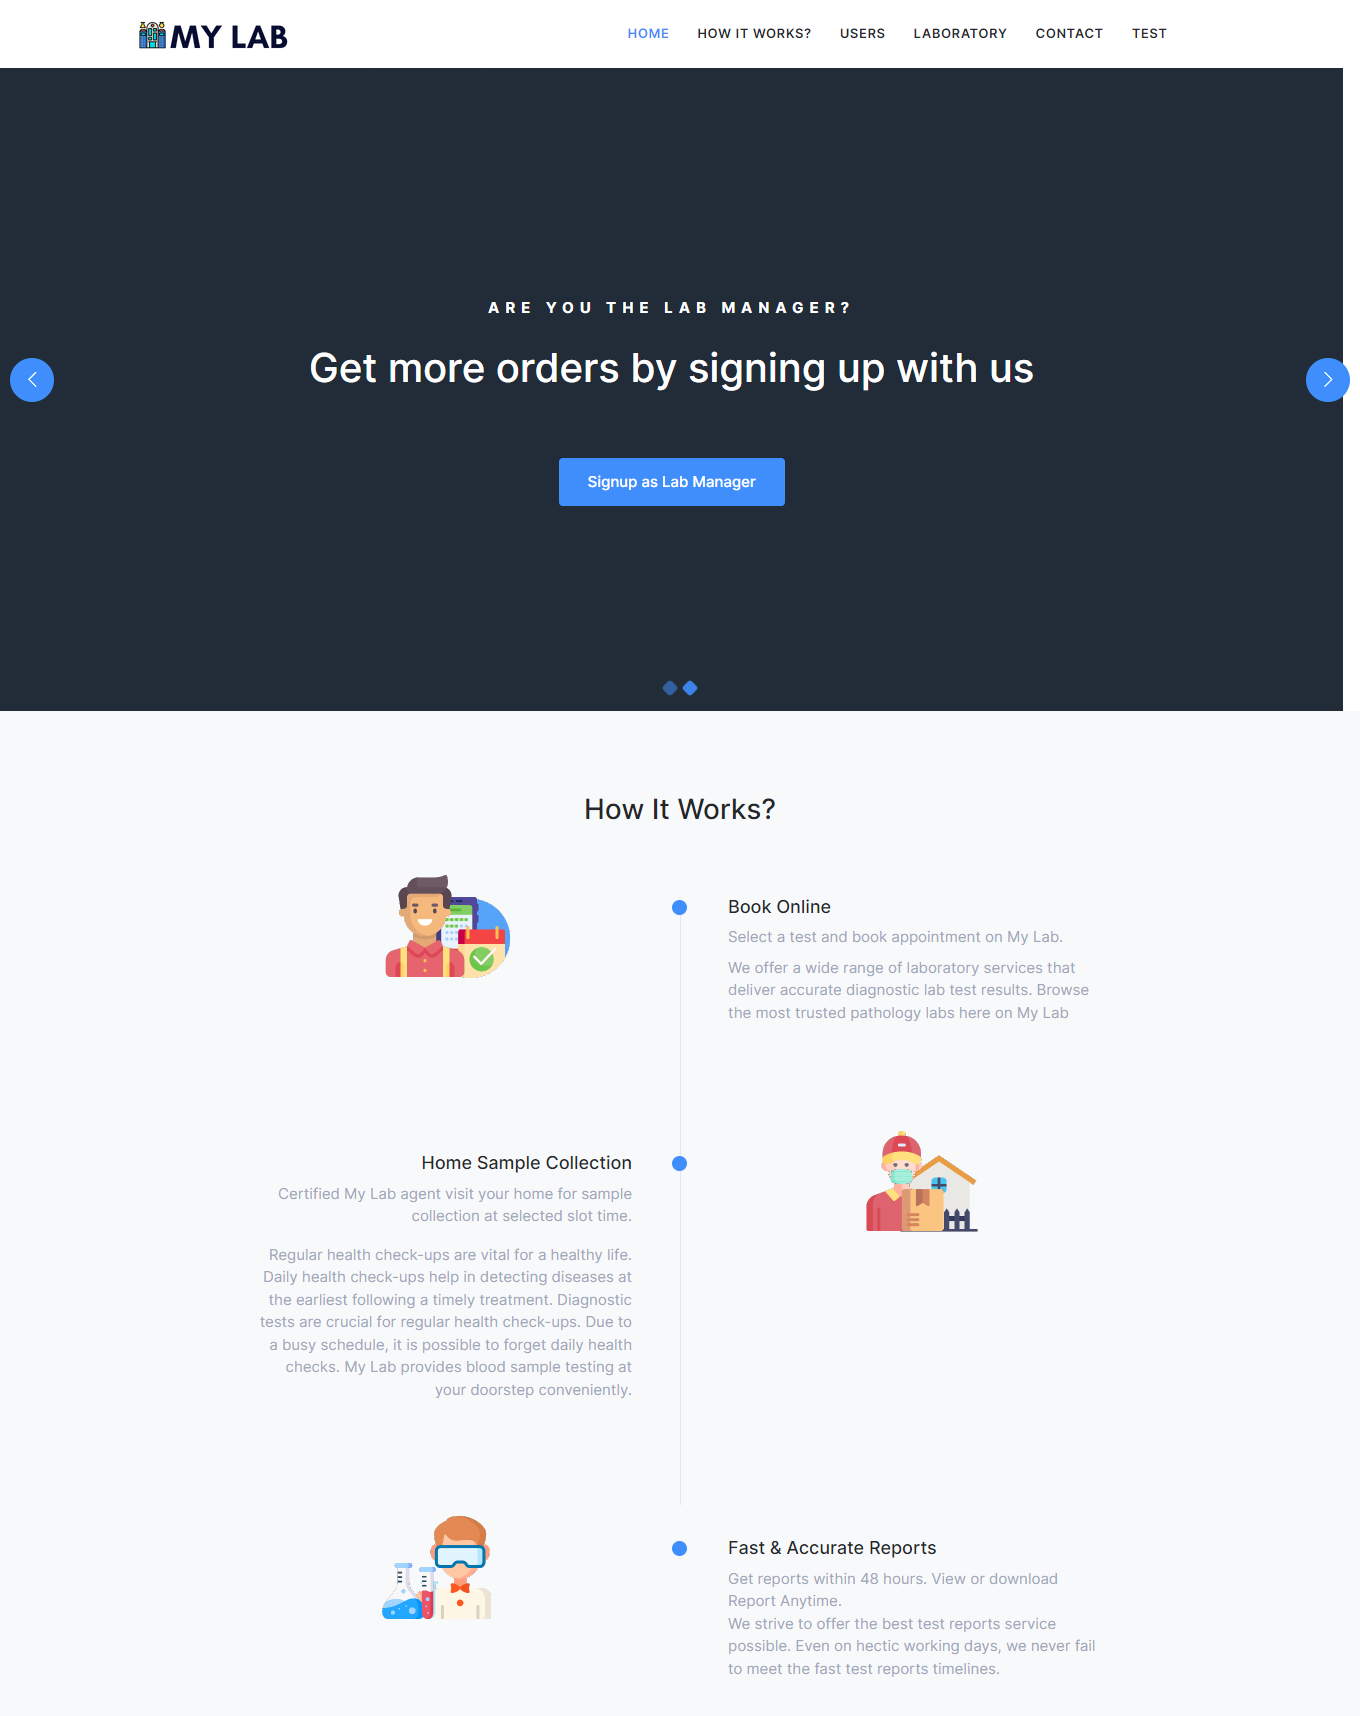 MY LAB
HOME HOW IT WORKS? USERS LABORATORY CONTACT TEST
ARE YOU THE LAB MANAGER?
Get more orders by signing up with us
Signup as Lab Manager
How It Works?
Book Online
Select a test and book appointment on My Lab.
We offer a wide range of laboratory services that
deliver accurate diagnostic lab test results. Browse
the most trusted pathology labs here on My Lab
Home Sample Collection
Certified My Lab agent visit your home for sample
collection at selected slot time.
Regular health check-ups are vital for a healthy life.
Daily health check-ups help in detecting diseases at
the earliest following a timely treatment. Diagnostic
tests are crucial for regular health check-ups. Due to
a busy schedule, it is possible to forget daily health
checks. My Lab provides blood sample testing at
your doorstep conveniently.
Fast & Accurate Reports
Get reports within 48 hours. View or download
Report Anytime.
We strive to offer the best test reports service
possible. Even on hectic working days, we never fail
to meet the fast test reports timelines.